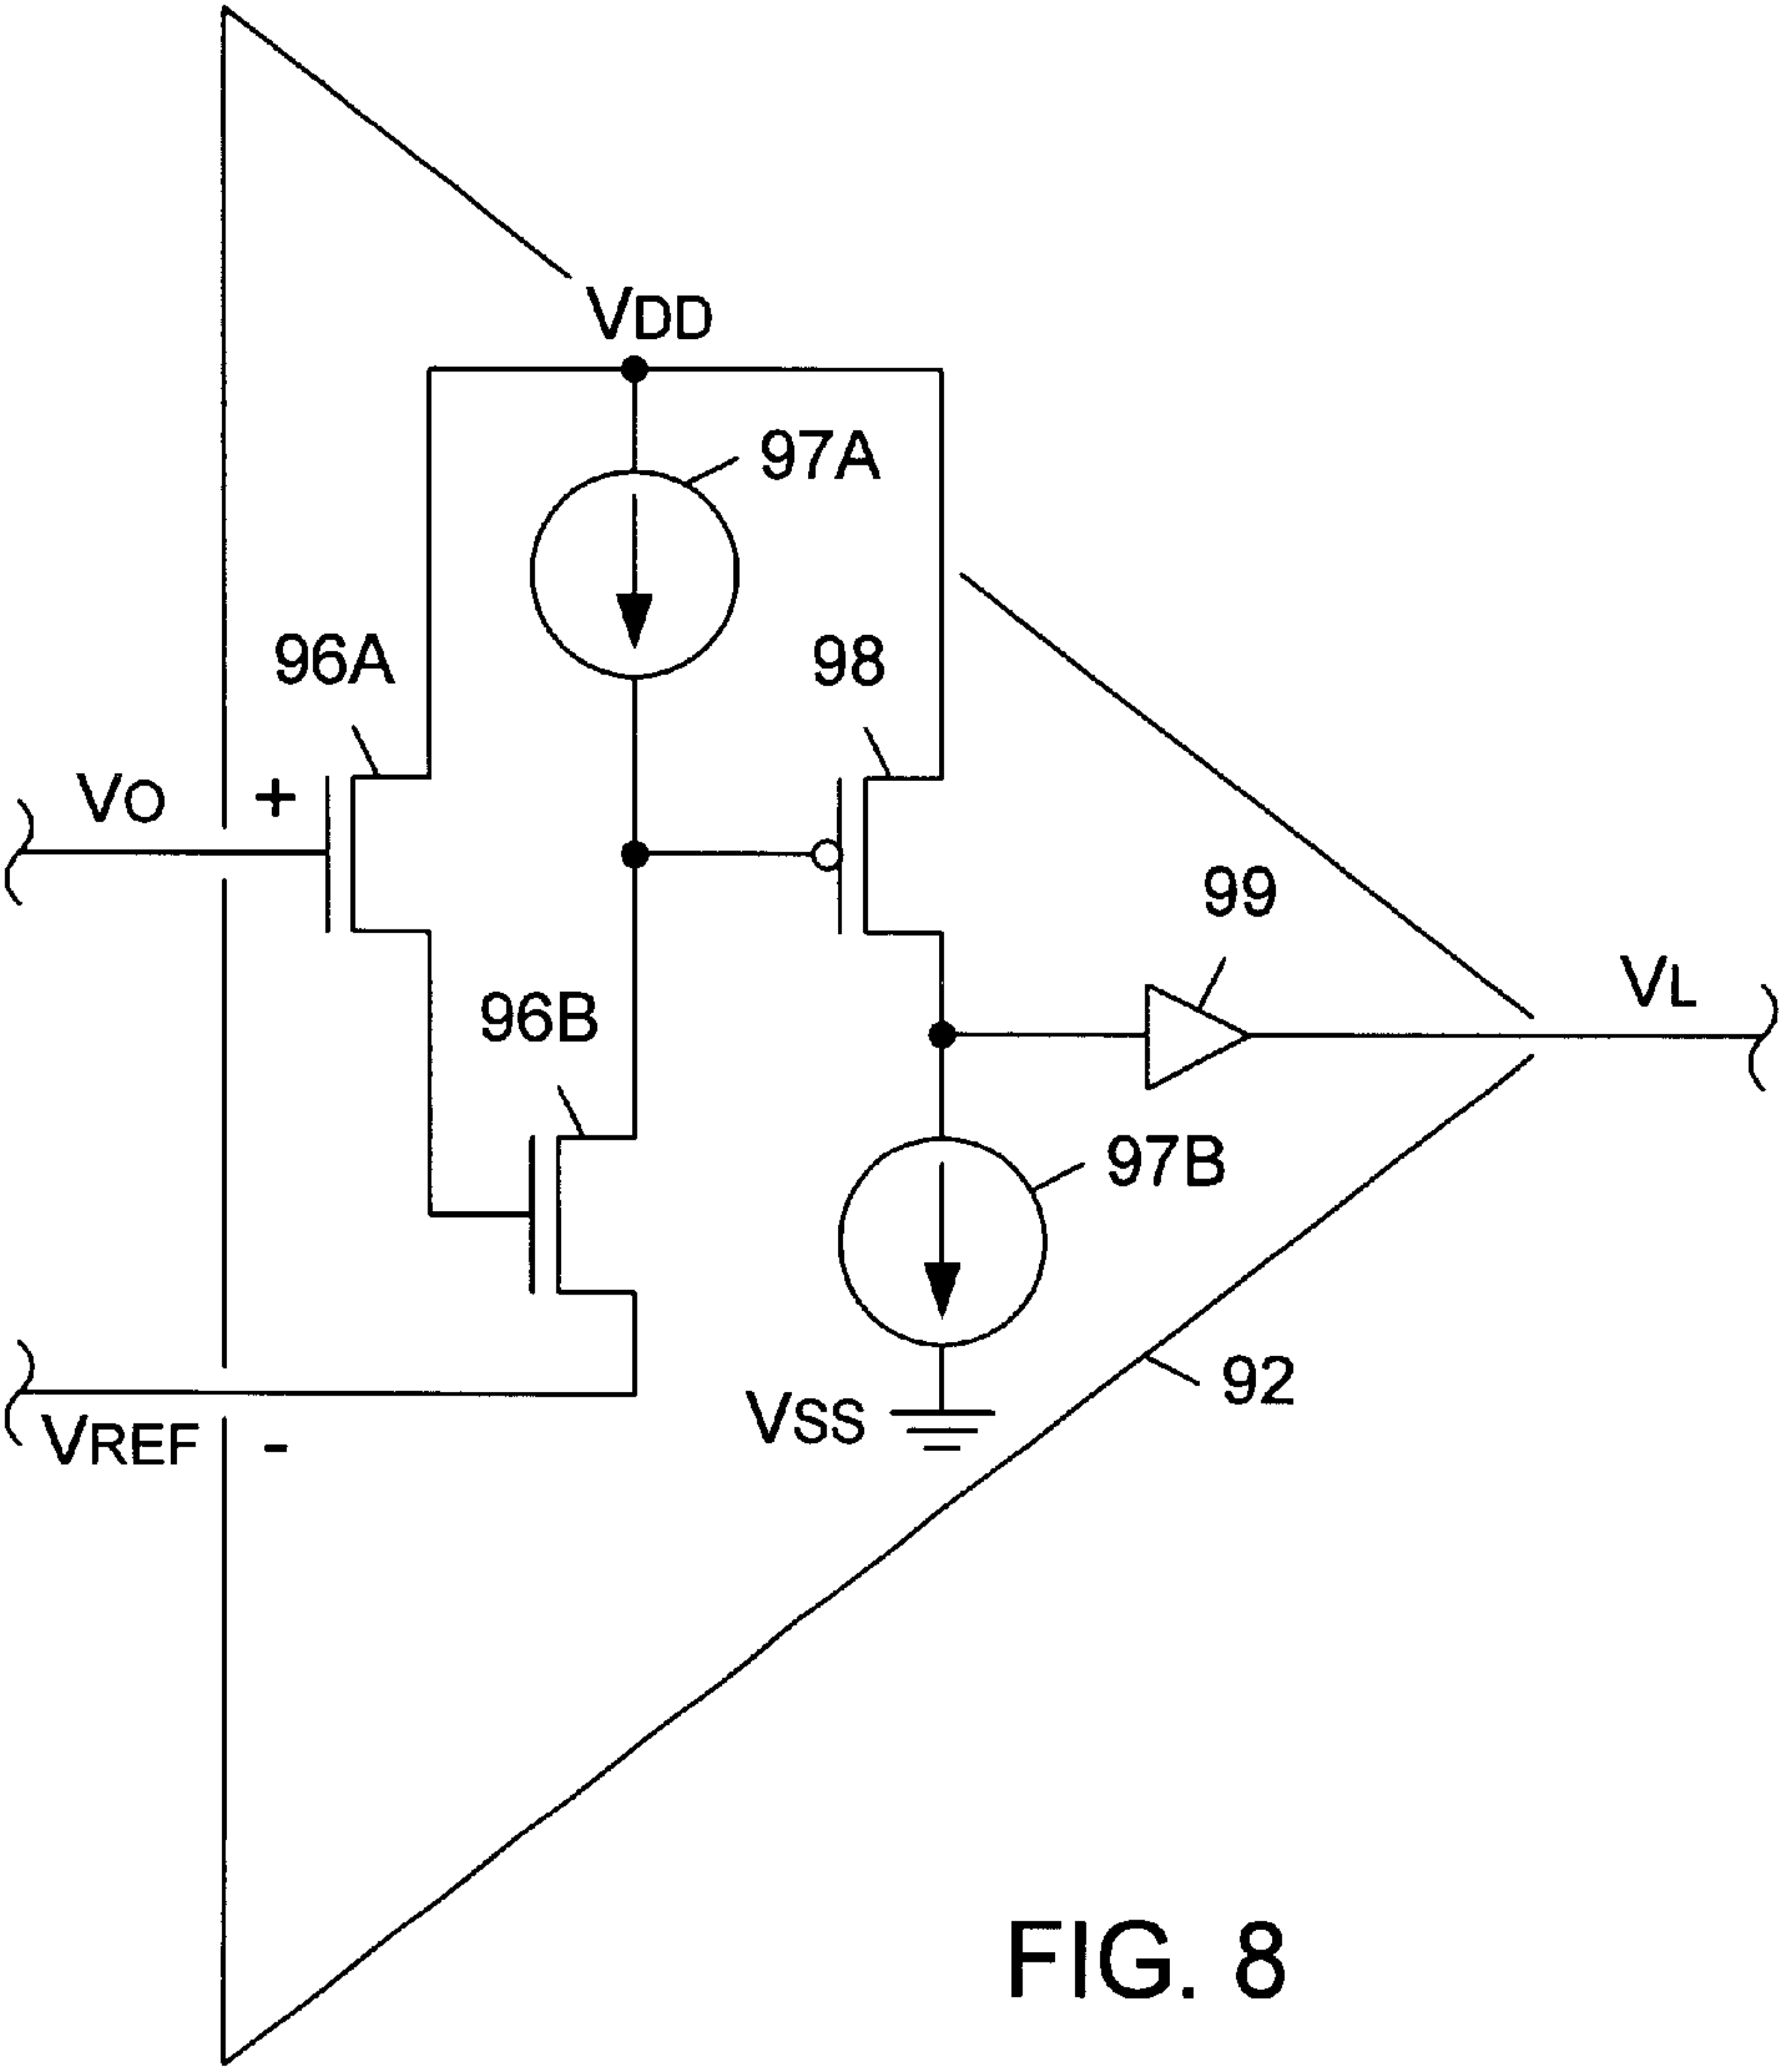 VDD
97A
96A
98
VO +
99
VL
96B
97B
92
VSS
VREF -
FIG. 8